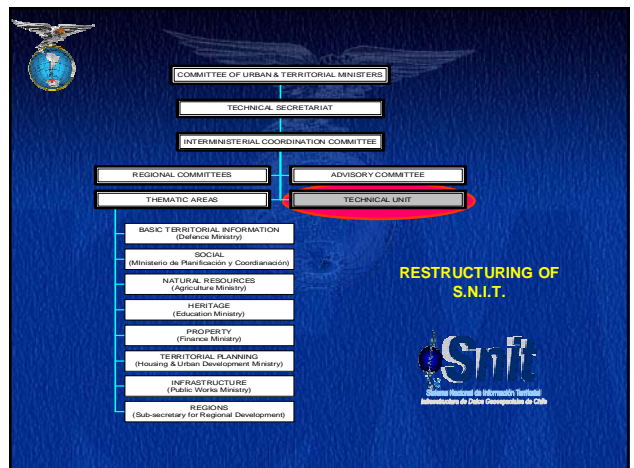 COMMITTEE OF URBAN & TERRITORIAL MINISTERS
TECHNICAL SECRETARIAT
INTERMINISTERIAL COORDINATION COMMITTEE
REGIONAL COMMITTEES
ADVISORY COMMITTEE
THEMATIC AREAS
TECHNICAL UNIT
BASIC TERRITORIAL INFORMATION
(Defence Ministry)
SOCIAL
(MInisterio de Planificación y Coordianación)
NATURAL RESOURCES
(Agriculture Ministry)
HERITAGE
(Education Ministry)
PROPERTY
(Finance Ministry)
TERRITORIAL PLANNING
(Housing & Urban Development Ministry)
INFRASTRUCTURE
(Public Works Ministry)
REGIONS
(Sub-secretary for Regional Development)
RESTRUCTURING OF
S.N.I.T.
Snit
Sistema Nacional de Información Territorial
Infraestructura de Datos Geoespaciales de Chile